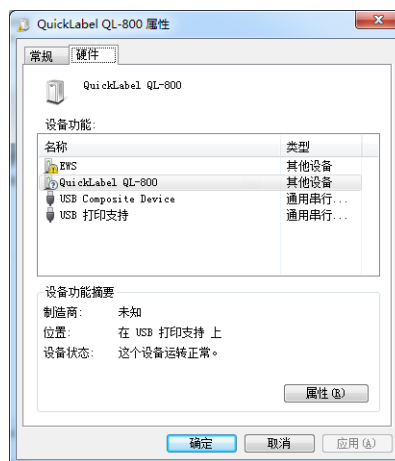 QuickLabel QL-800 属性
常规 硬件
QuickLabel QL-800
设备功能:
名称 类型
EWS 其他设备
QuickLabel QL-800 其他设备
USB Composite Device 通用串行...
USB 打印支持 通用串行...
设备功能摘要
制造商: 未知
位置: 在 USB 打印支持 上
设备状态: 这个设备运转正常。
属性(R)
确定 取消 应用(A)